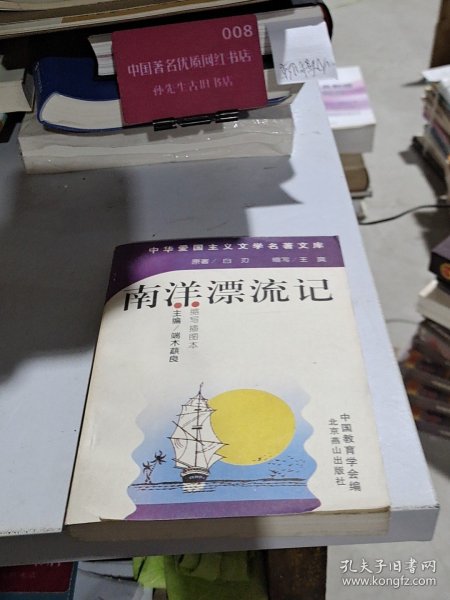 008
中国著名优质网红书店
孙先生古旧书店
中华爱国主义文学名著文库
原著/白刃 缩写/王爽
南洋漂流记
缩写插图本
主编/端木蕻良
中国教育学会编
北京燕山出版社
孔夫子旧书网
www.kongfz.com